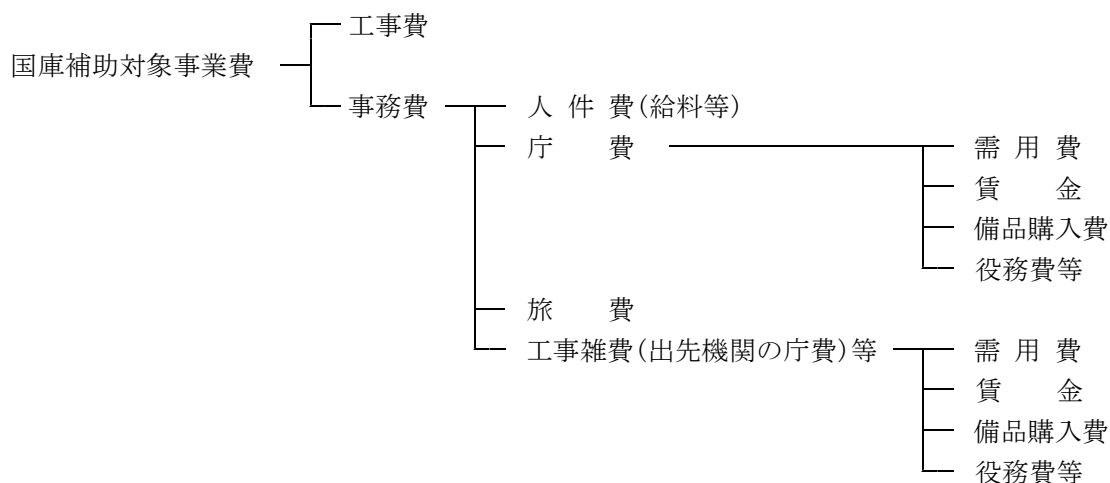 工事費
国庫補助対象事業費
事務費
人件費(給料等)
庁費
需用費
賃金
備品購入費
役務費等
旅費
工事雑費(出先機関の庁費)等
需用費
賃金
備品購入費
役務費等